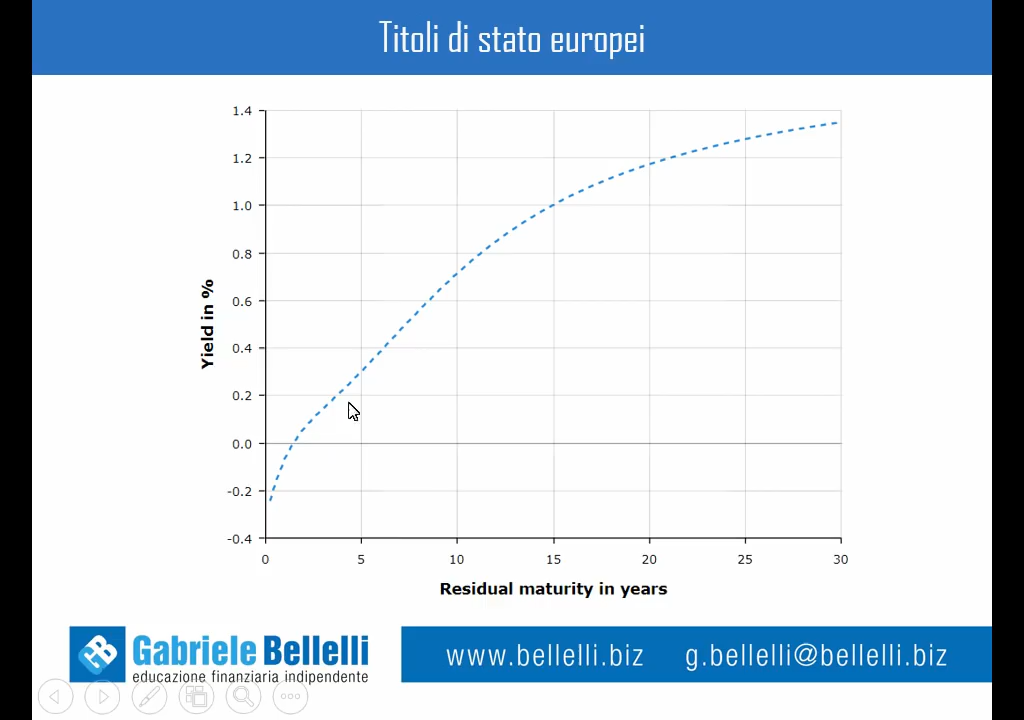 Titoli di stato europei
1.4
1.2
1.0
0.8
0.6
0.4
0.2
0.0
-0.2
-0.4
Yield in %
0 5 10 15 20 25 30
Residual maturity in years
GB Gabriele Bellelli
educazione finanziaria indipendente
www.bellelli.biz g.bellelli@bellelli.biz